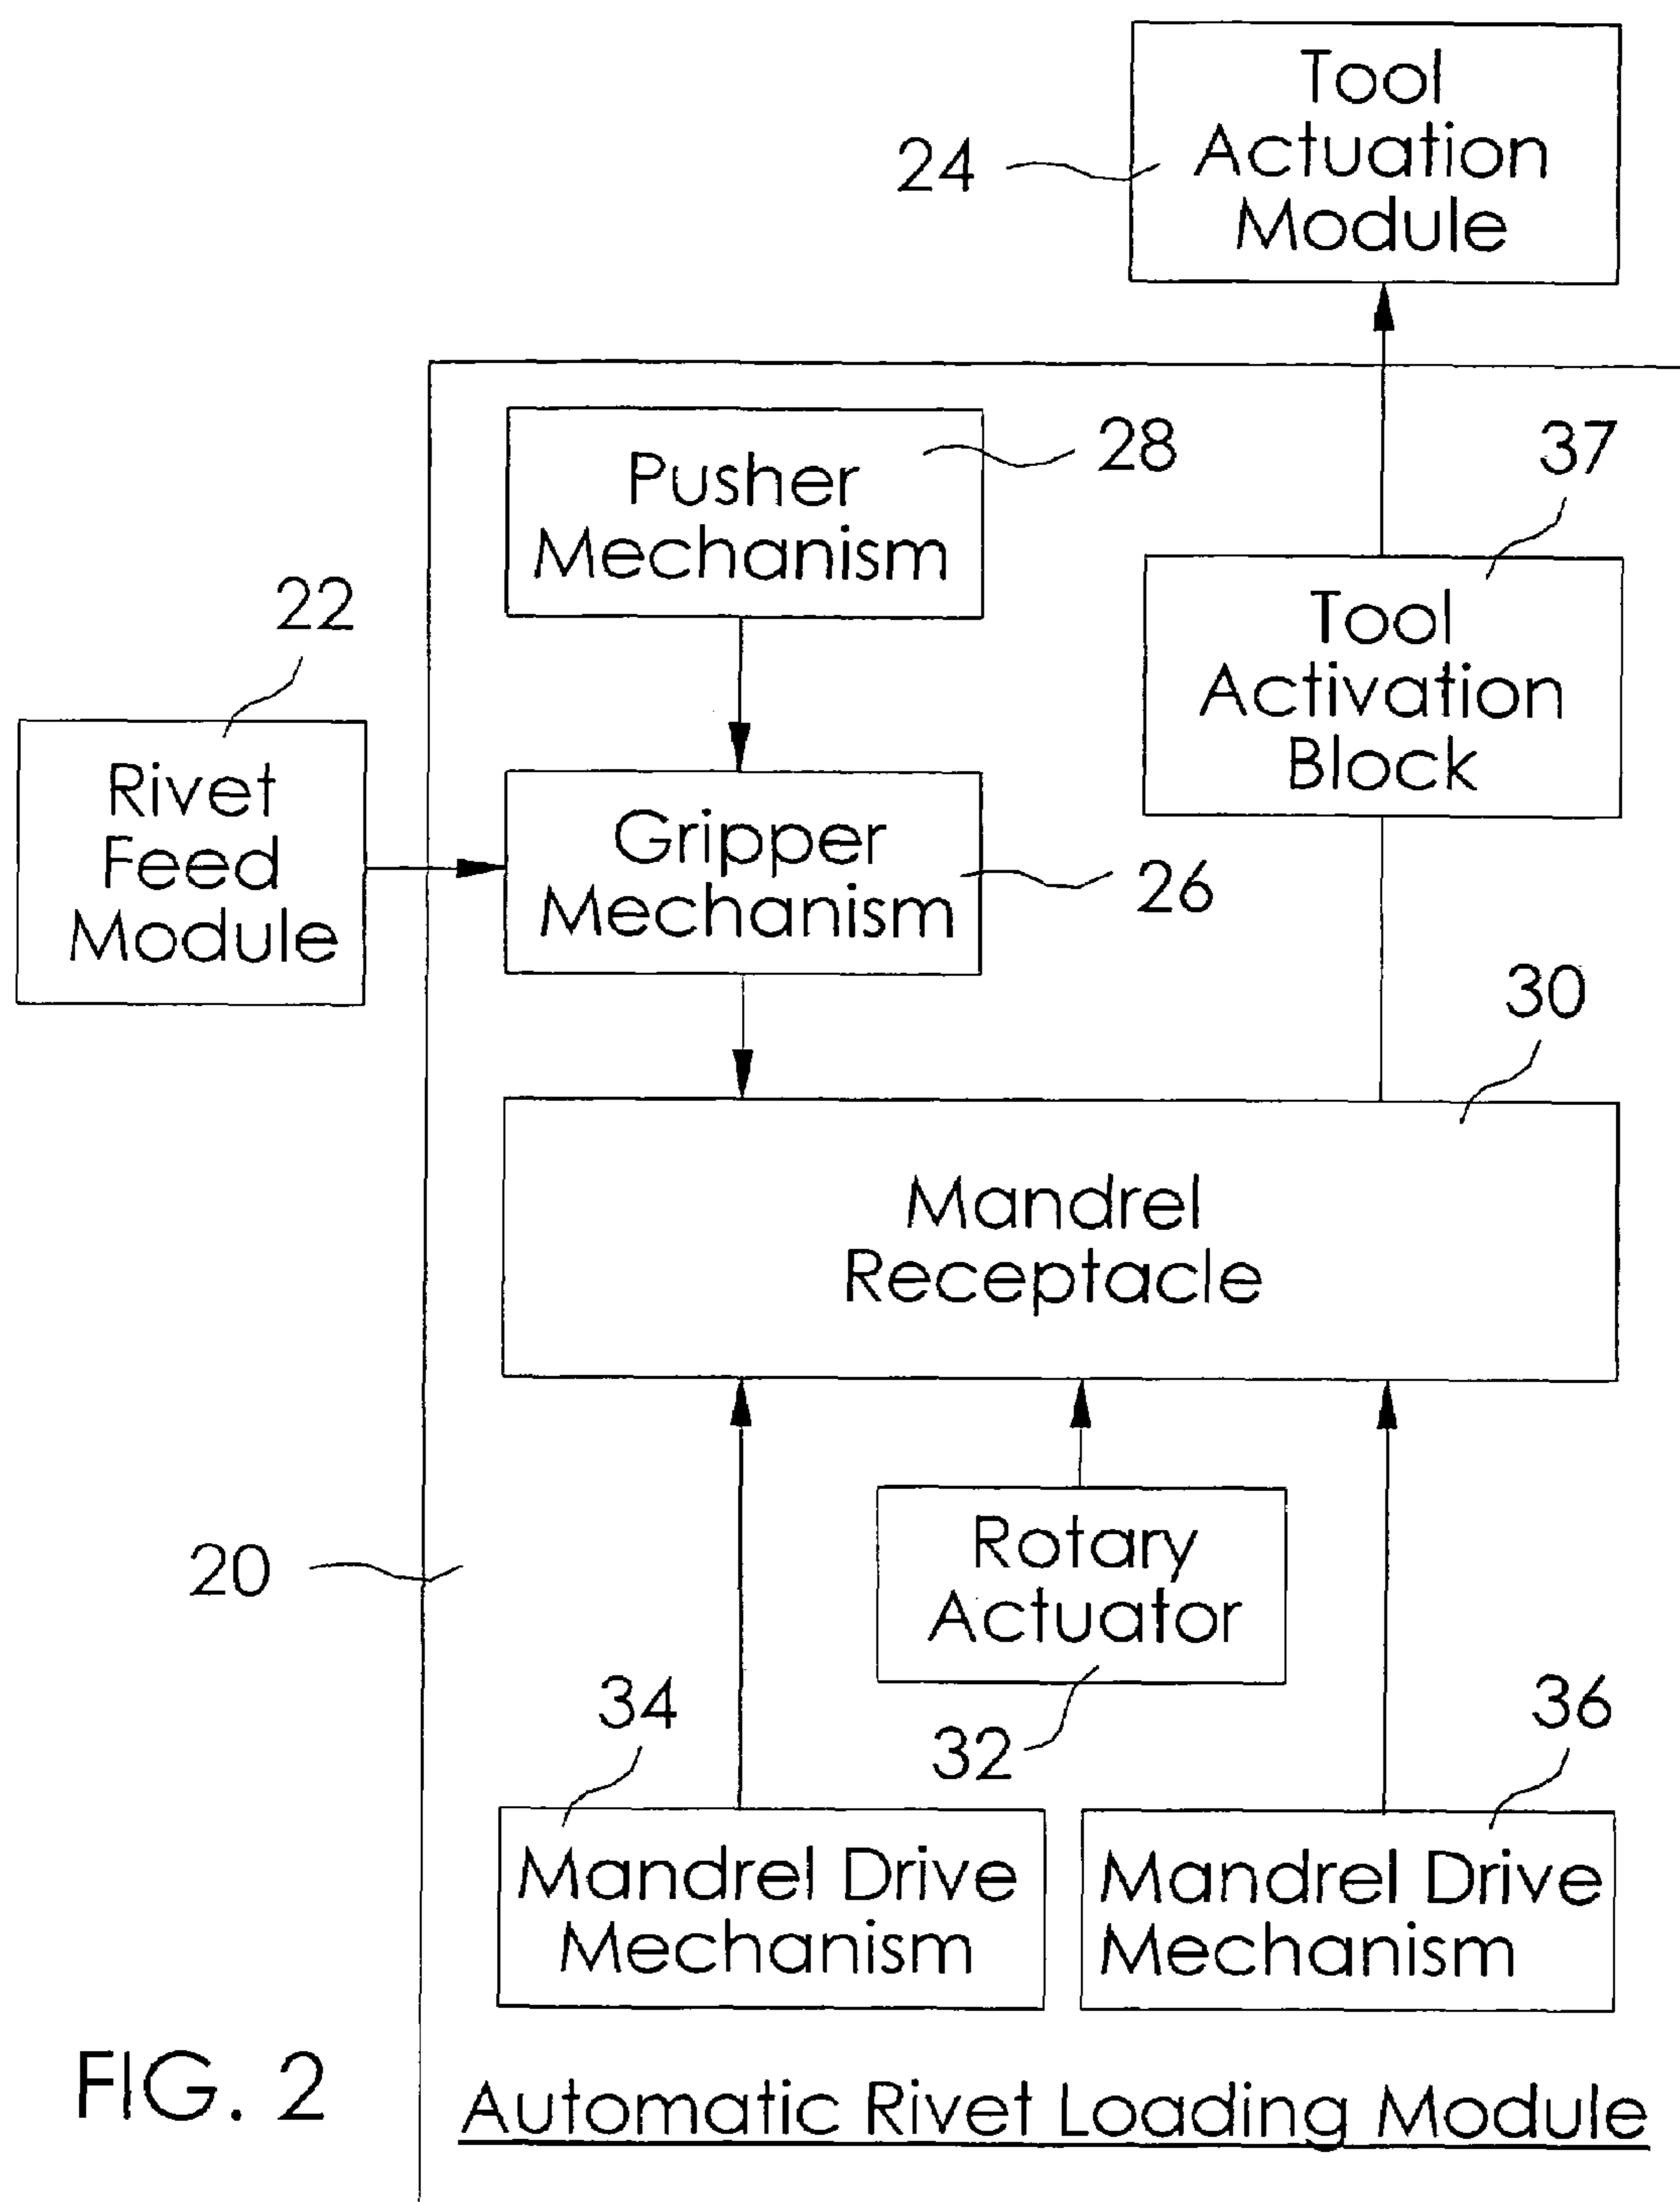 Tool
Actuation
Module
24
Pusher
Mechanism
28
37
Tool
Activation
Block
22
Rivet
Feed
Module
Gripper
Mechanism
26
30
Mandrel
Receptacle
Rotary
Actuator
20
34
32
36
Mandrel Drive
Mechanism
Mandrel Drive
Mechanism
FIG. 2
Automatic Rivet Loading Module